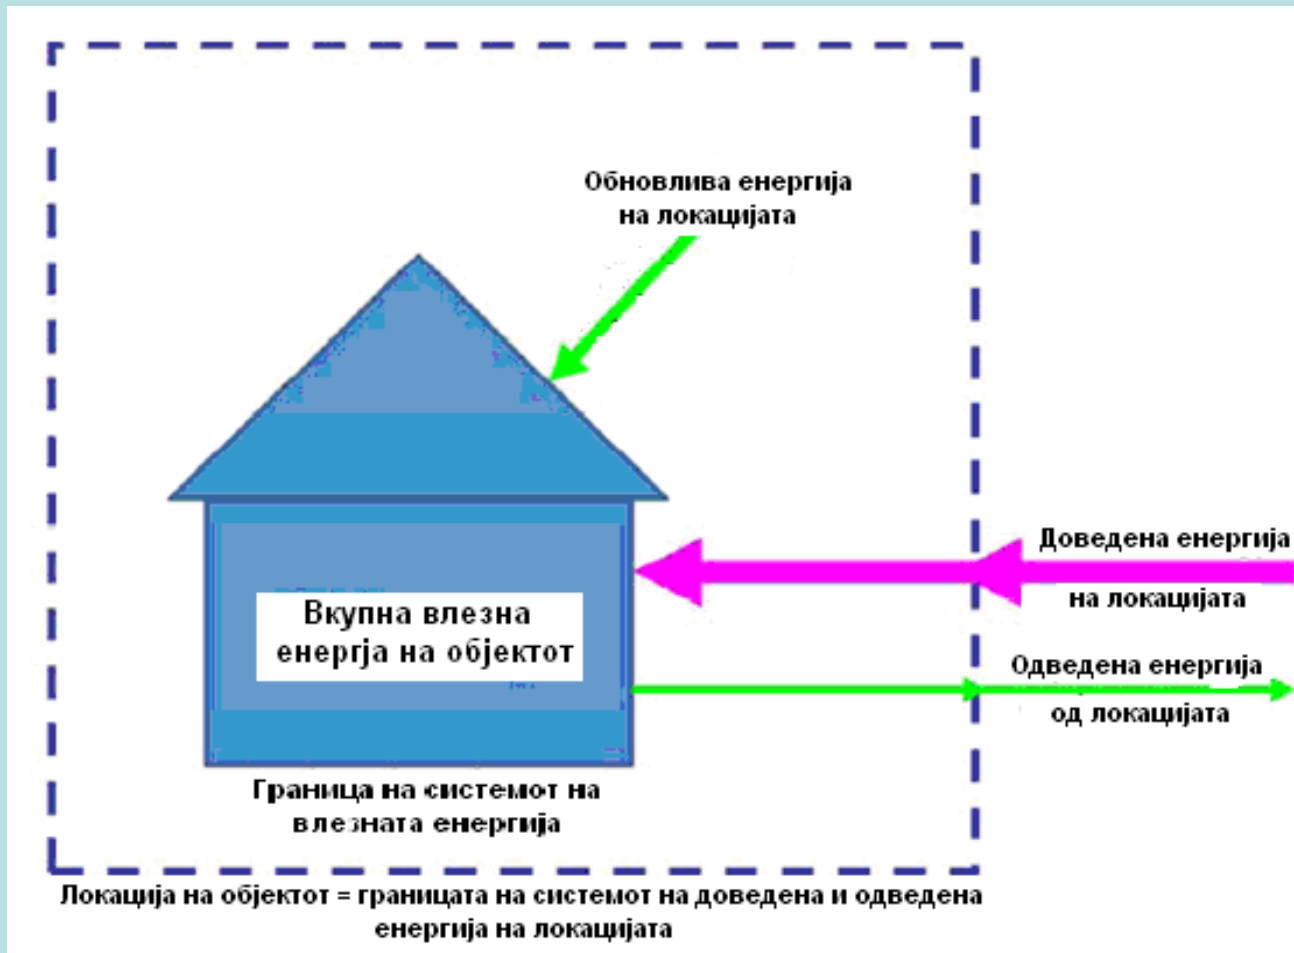 Обновлива енергија
на локацијата
Доведена енергија
на локацијата
Вкупна влезна
енергја на објектот
Одведена енергија
од локацијата
Граница на системот на
влезната енергија
Локација на објектот = границата на системот на доведена и одведена
енергија на локацијата